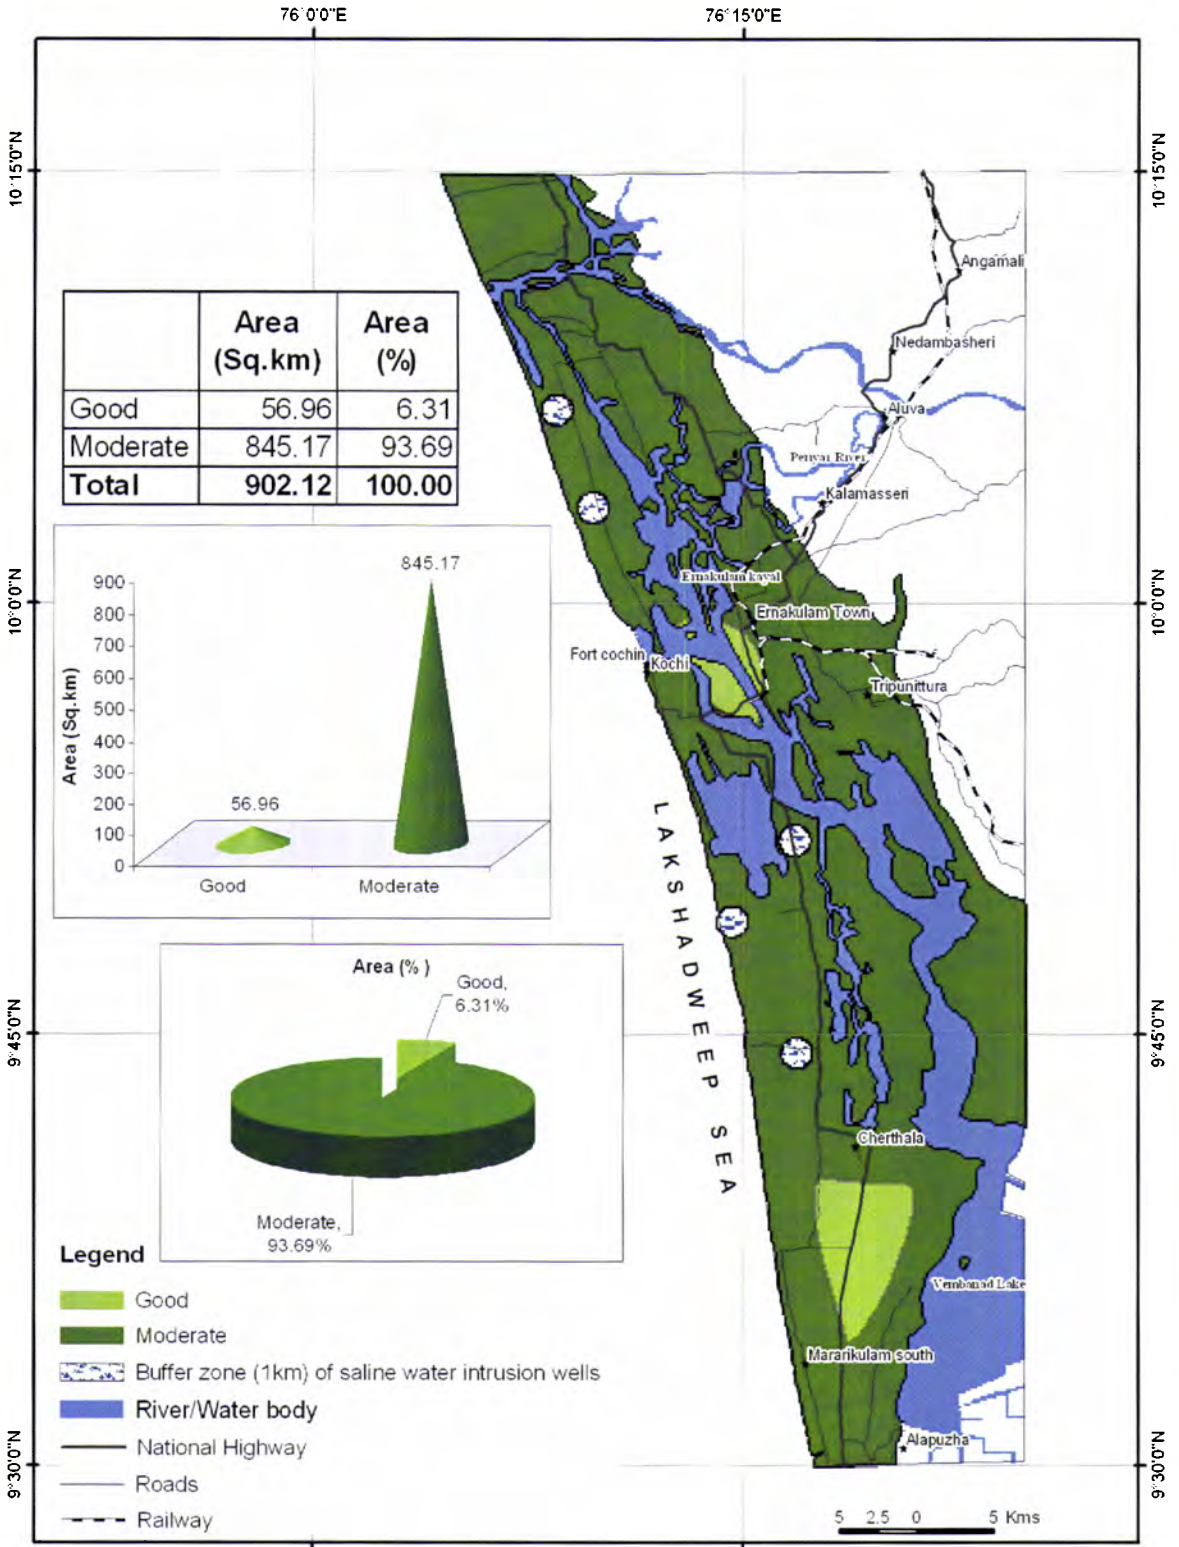 76°0'0"E
76°15'0"E
10°15'0"N
10°15'0"N
Angamali
Nedambasheri
Aluva
Periyar River
Kalamasseri
Area (Sq.km) Area (%)
Good 56.96 6.31
Moderate 845.17 93.69
Total 902.12 100.00
845.17
900
800
700
600
500
400
300
200
100
0
Area (Sq.km)
56.96
Good
Moderate
10°0'0"N
10°0'0"N
Ernakulam kayal
Ernakulam Town
Fort cochin
Kochi
Tripunittura
LAKSHADWEEP SEA
Area (%)
Good,
6.31%
Moderate,
93.69%
9°45'0"N
9°45'0"N
Cherthala
Vembanad Lake
Mararikulam south
Alapuzha
Legend
Good
Moderate
Buffer zone (1km) of saline water intrusion wells
River/Water body
National Highway
Roads
Railway
9°30'0"N
9°30'0"N
5 2.5 0 5 Kms